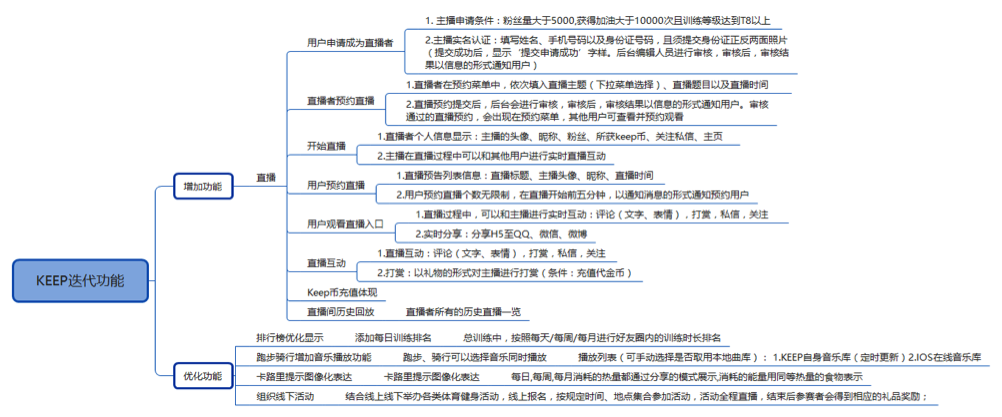 KEEP迭代功能
增加功能
直播
用户申请成为直播者
1. 主播申请条件：粉丝量大于5000,获得加油大于10000次且训练等级达到T8以上
2.主播实名认证：填写姓名、手机号码以及身份证号码，且须提交身份证正反两面照片
（提交成功后，显示‘提交申请成功’字样。后台编辑人员进行审核，审核后，审核结
果以信息的形式通知用户）
直播者预约直播
1.直播者在预约菜单中，依次填入直播主题（下拉菜单选择）、直播题目以及直播时间
2.直播预约提交后，后台会进行审核，审核后，审核结果以信息的形式通知用户。审核
通过的直播预约，会出现在预约菜单，其他用户可查看并预约观看
开始直播
1.直播者个人信息显示：主播的头像、昵称、粉丝、所获keep币、关注私信、主页
2.主播在直播过程中可以和其他用户进行实时直播互动
用户预约直播
1.直播预告列表信息：直播标题、主播头像、昵称、直播时间
2.用户预约直播个数无限制，在直播开始前五分钟，以通知消息的形式通知预约用户
用户观看直播入口
1.直播过程中，可以和主播进行实时互动：评论（文字、表情），打赏，私信，关注
2.实时分享：分享H5至QQ、微信、微博
直播互动
1.直播互动：评论（文字、表情），打赏，私信，关注
2.打赏：以礼物的形式对主播进行打赏（条件：充值代金币）
Keep币充值体现
直播间历史回放
直播者所有的历史直播一览
优化功能
排行榜优化显示
添加每日训练排名
总训练中，按照每天/每周/每月进行好友圈内的训练时长排名
跑步骑行增加音乐播放功能
跑步、骑行可以选择音乐同时播放
播放列表（可手动选择是否取用本地曲库）： 1.KEEP自身音乐库（定时更新）2.IOS在线音乐库
卡路里提示图像化表达
卡路里提示图像化表达
每日,每周,每月消耗的热量都通过分享的模式展示,消耗的能量用同等热量的食物表示
组织线下活动
结合线上线下举办各类体育健身活动，线上报名，按规定时间、地点集合参加活动，活动全程直播，结束后参赛者会得到相应的礼品奖励；